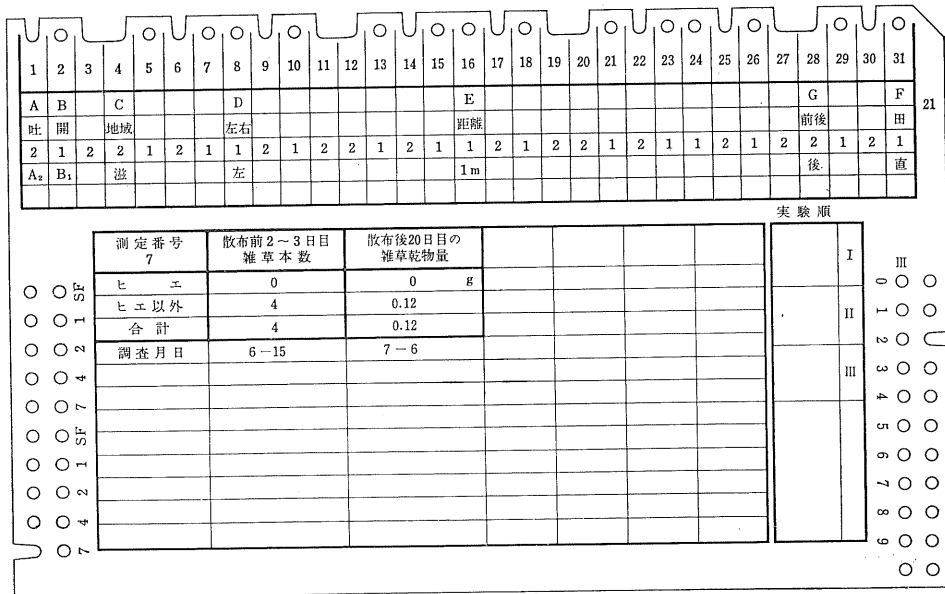 1 2 3 4 5 6 7 8 9 10 11 12 13 14 15 16 17 18 19 20 21 22 23 24 25 26 27 28 29 30 31
A B C D E G F
21
吐 開 地域 左右 距離 前後 田
2 1 2 2 1 2 1 1 2 1 2 2 1 2 1 1 2 1 2 2 1 2 1 1 2 1 2 2 1 2 1
A₂ B₁ 滋 左 1m 後 直
実験順
測定番号 散布前2~3日目 散布後20日目の
7 雑草本数 雑草乾物量
I
III
ヒエ 0 0 g
SF 0
ヒエ以外 4 0.12
II
1 1
合計 4 0.12
調査月日 6-15 7-6
2 2
III
4 3
7 4
SF 5
1 6
2 7
4 8
7 9